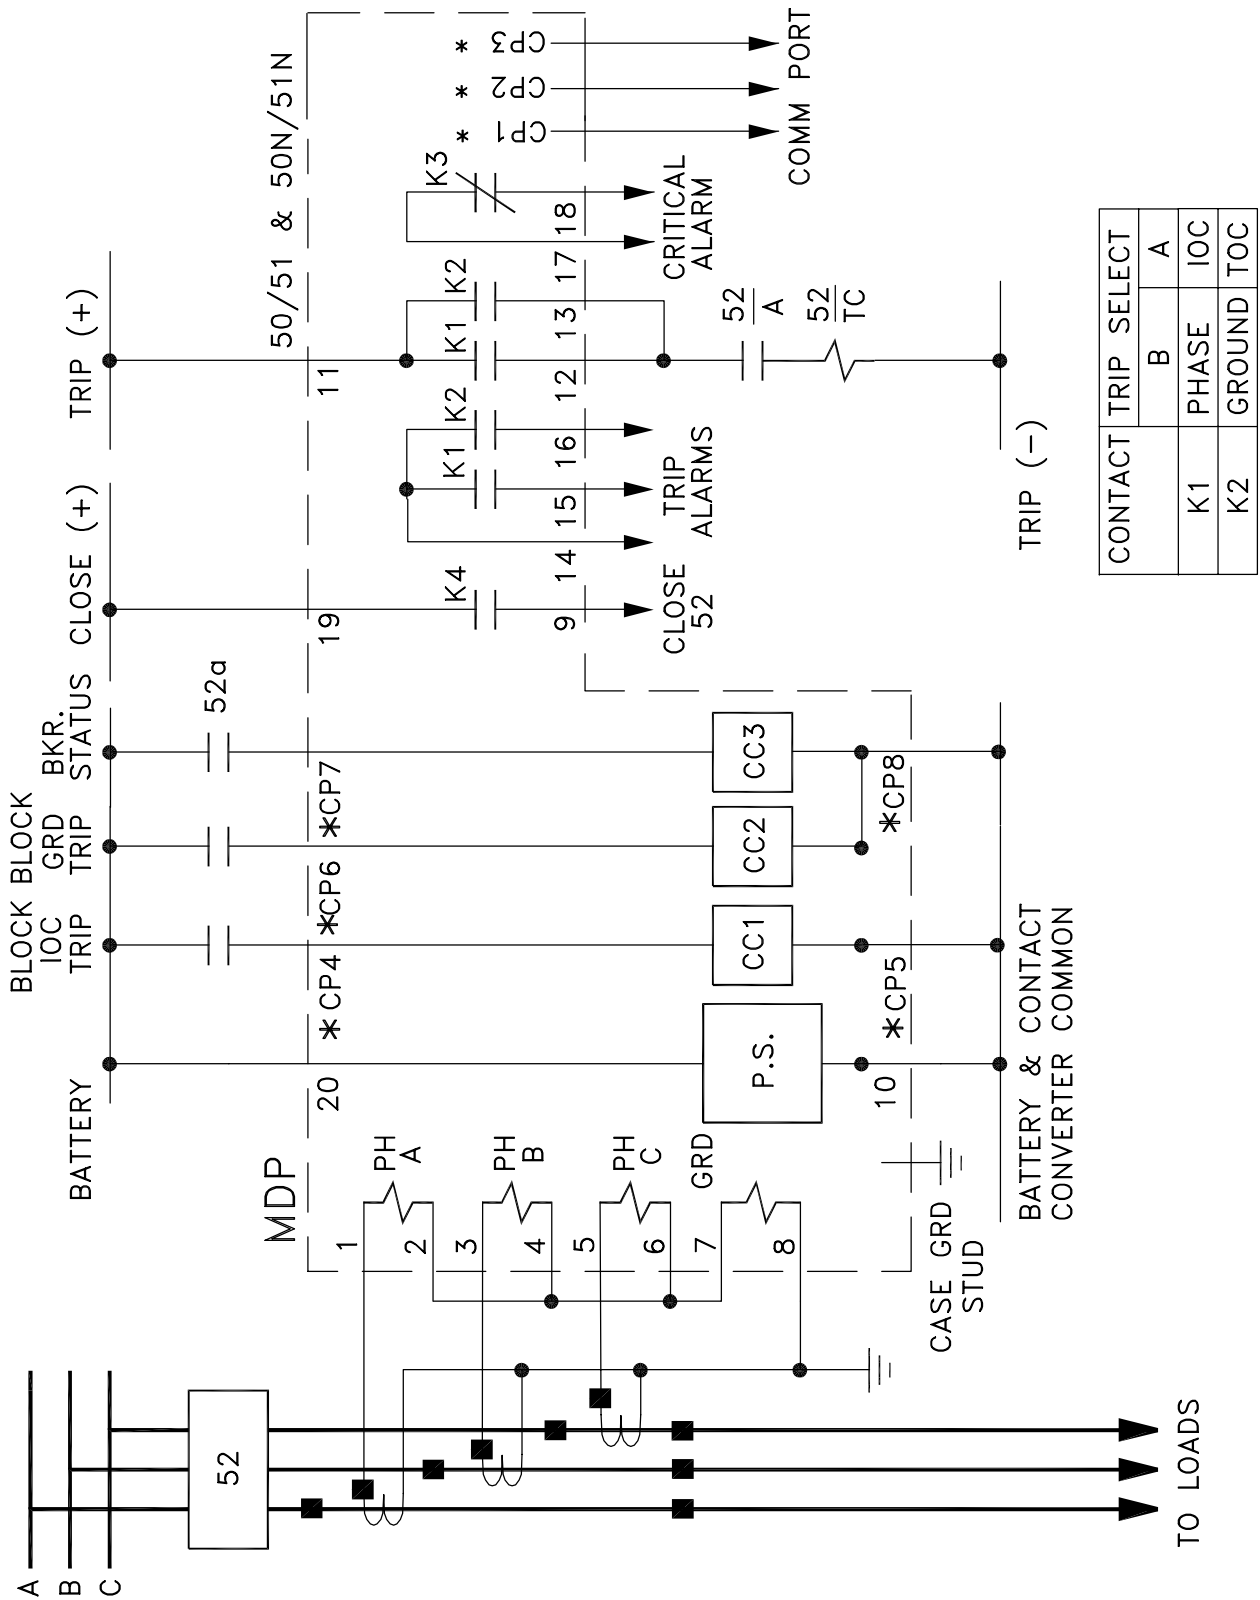 A
B
C
52
TO LOADS
MDP
1
2
3
4
5
6
7
8
PH
A
PH
B
PH
C
GRD
CASE GRD
STUD
BATTERY
BLOCK
IOC
TRIP
BLOCK
GRD
TRIP
BKR.
STATUS
CLOSE (+)
TRIP (+)
50/51 & 50N/51N
52a
20
*CP4
*CP6
*CP7
19
11
P.S.
CC1
CC2
CC3
10
*CP5
*CP8
BATTERY & CONTACT
CONVERTER COMMON
K4
K1
K2
K1
K2
K3
9
14
15
16
12
13
17
18
CLOSE
52
TRIP
ALARMS
CRITICAL
ALARM
CP1 *
CP2 *
CP3 *
COMM PORT
52
A
52
TC
TRIP (-)
CONTACT TRIP SELECT
B A
K1 PHASE IOC
K2 GROUND TOC